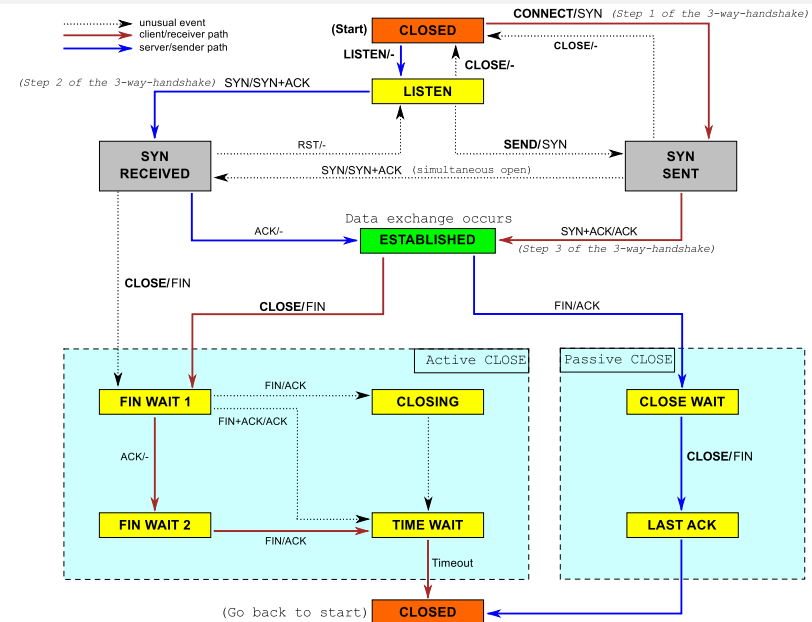 unusual event
client/receiver path
server/sender path
(Start)
CLOSED
CONNECT/SYN
(Step 1 of the 3-way-handshake)
LISTEN/-
CLOSE/-
CLOSE/-
(Step 2 of the 3-way-handshake)
SYN/SYN+ACK
LISTEN
RST/-
SEND/SYN
SYN
RECEIVED
SYN
SENT
SYN/SYN+ACK
(simultaneous open)
Data exchange occurs
ACK/-
ESTABLISHED
SYN+ACK/ACK
(Step 3 of the 3-way-handshake)
CLOSE/FIN
CLOSE/FIN
FIN/ACK
Active CLOSE
Passive CLOSE
FIN WAIT 1
FIN/ACK
CLOSING
CLOSE WAIT
FIN+ACK/ACK
ACK/-
CLOSE/FIN
FIN WAIT 2
FIN/ACK
TIME WAIT
LAST ACK
Timeout
(Go back to start)
CLOSED